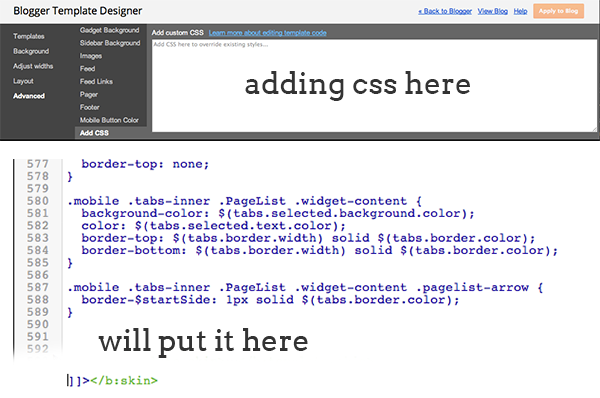 Blogger Template Designer
« Back to Blogger View Blog Help Apply to Blog
Templates
Background
Adjust widths
Layout
Advanced
Gadget Background
Sidebar Background
Images
Feed
Feed Links
Pager
Footer
Mobile Button Color
Add CSS
Add custom CSS Learn more about editing template code
Add CSS here to override existing styles...
adding css here
577 border-top: none;
578 }
579
580 .mobile .tabs-inner .PageList .widget-content {
581 background-color: $(tabs.selected.background.color);
582 color: $(tabs.selected.text.color);
583 border-top: $(tabs.border.width) solid $(tabs.border.color);
584 border-bottom: $(tabs.border.width) solid $(tabs.border.color);
585 }
586
587 .mobile .tabs-inner .PageList .widget-content .pagelist-arrow {
588 border-$startSide: 1px solid $(tabs.border.color);
589 }
590
591
592
will put it here
]]></b:skin>